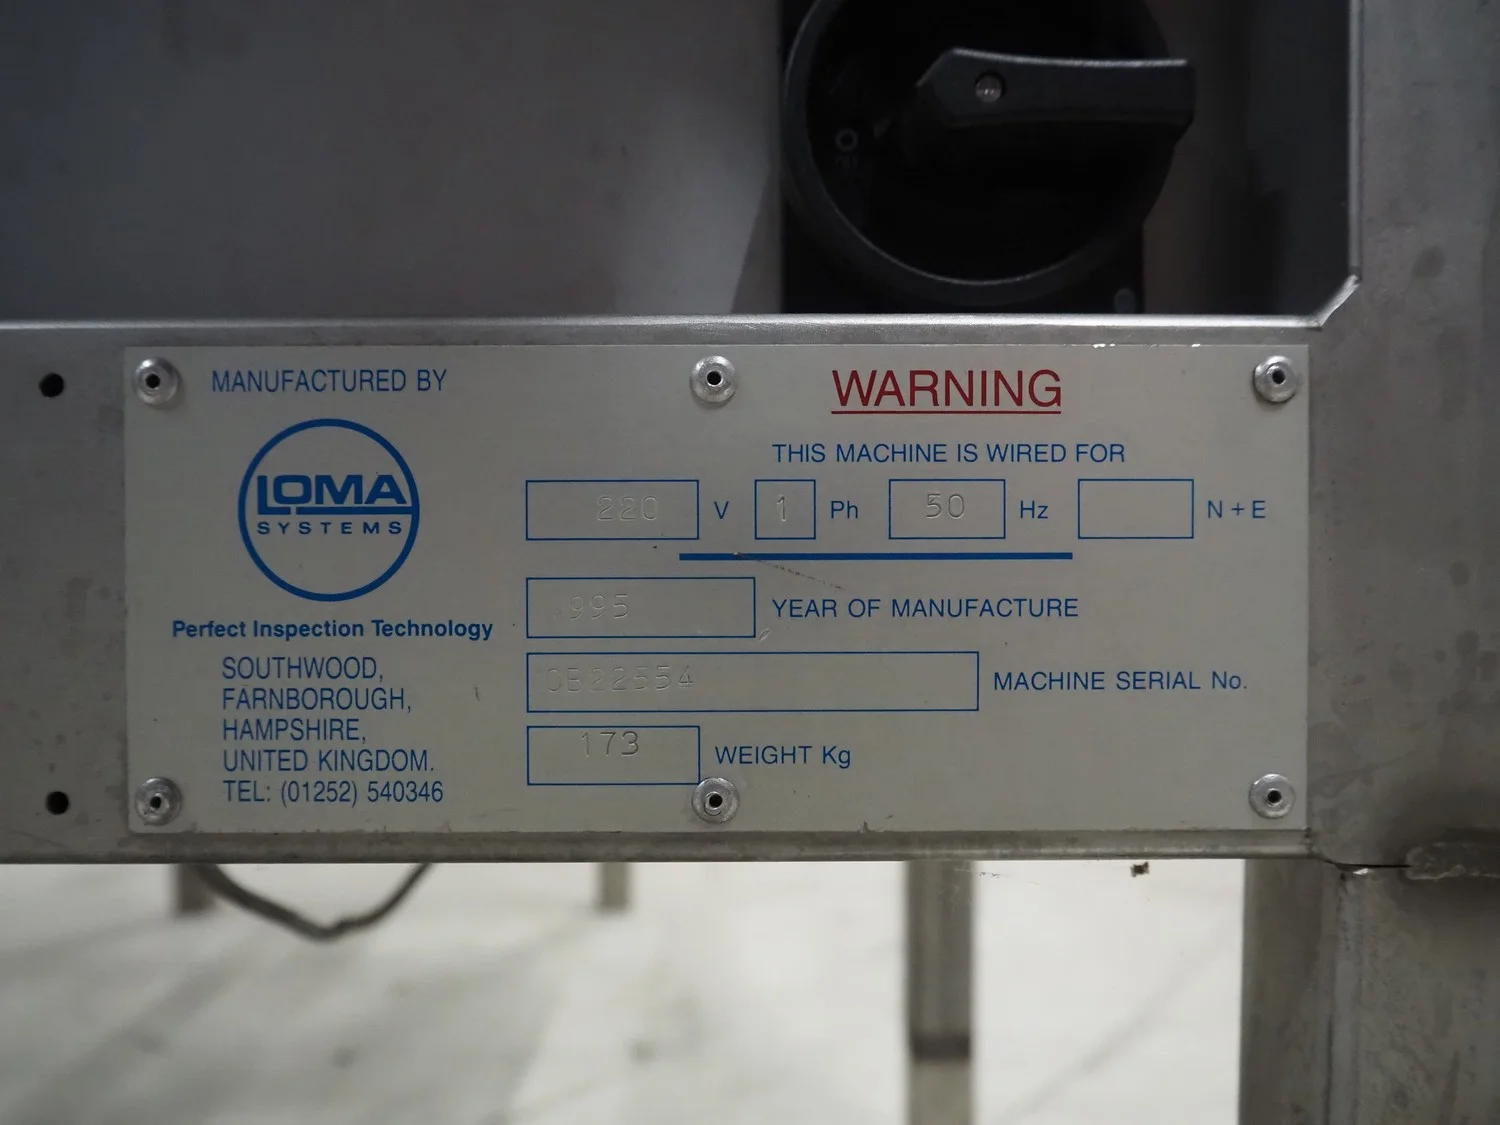 MANUFACTURED BY
LOMA
SYSTEMS
Perfect Inspection Technology
SOUTHWOOD,
FARNBOROUGH,
HAMPSHIRE,
UNITED KINGDOM.
TEL: (01252) 540346
WARNING
THIS MACHINE IS WIRED FOR
220 V 1 Ph 50 Hz N + E
1995 YEAR OF MANUFACTURE
MACHINE SERIAL No.
173 WEIGHT Kg